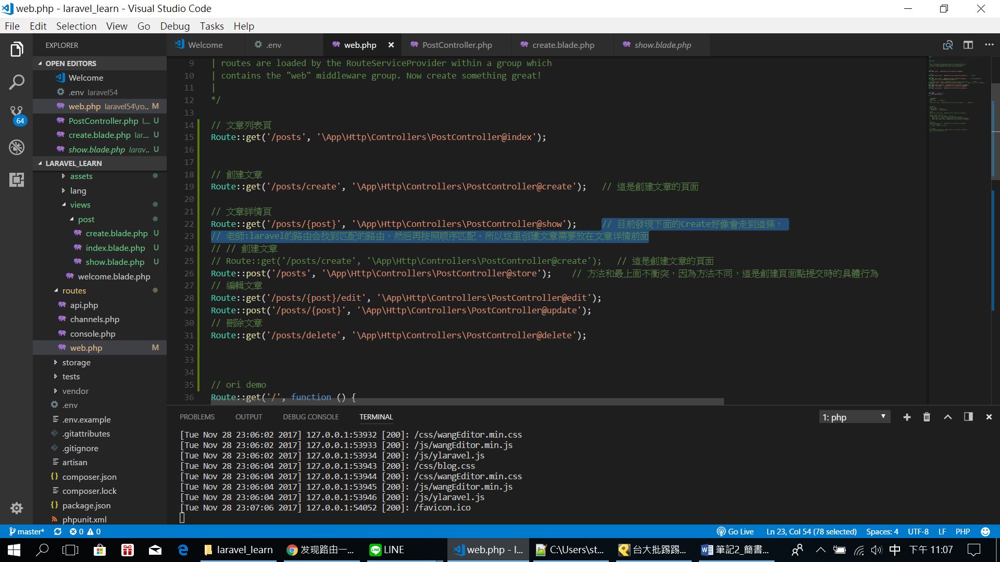 web.php - laravel_learn - Visual Studio Code
File Edit Selection View Go Debug Tasks Help
EXPLORER
OPEN EDITORS
Welcome
.env laravel54
web.php laravel54\ro.. M
PostController.php l... U
create.blade.php lar... U
show.blade.php larav.. U
LARAVEL_LEARN
assets
lang
views
post
create.blade.php U
index.blade.php U
show.blade.php U
welcome.blade.php
routes
api.php
channels.php
console.php
web.php M
storage
tests
vendor
.env
.env.example
.gitattributes
.gitignore
artisan
composer.json
composer.lock
package.json
phpunit.xml
64
Welcome .env web.php PostController.php create.blade.php show.blade.php
9 | routes are loaded by the RouteServiceProvider within a group which
10 | contains the "web" middleware group. Now create something great!
11 |
12 */
13
14 // 文章列表頁
15 Route::get('/posts', '\App\Http\Controllers\PostController@index');
16
17
18 // 創建文章
19 Route::get('/posts/create', '\App\Http\Controllers\PostController@create'); // 這是創建文章的頁面
20
21 // 文章詳情頁
22 Route::get('/posts/{post}', '\App\Http\Controllers\PostController@show'); // 目前發現下面的Create好像會走到這條，
23 // 老師:laravel的路由会找到匹配的路由，然后再按照顺序匹配。所以这里创建文章需要放在文章详情前面
24 // // 創建文章
25 // Route::get('/posts/create', '\App\Http\Controllers\PostController@create'); // 這是創建文章的頁面
26 Route::post('/posts', '\App\Http\Controllers\PostController@store'); // 方法和最上面不衝突，因為方法不同，這是創建頁面點提交時的具體行為
27 // 編輯文章
28 Route::get('/posts/{post}/edit', '\App\Http\Controllers\PostController@edit');
29 Route::post('/posts/{post}', '\App\Http\Controllers\PostController@update');
30 // 刪除文章
31 Route::get('/posts/delete', '\App\Http\Controllers\PostController@delete');
32
33
34
35 // ori demo
36 Route::get('/', function () {
PROBLEMS OUTPUT DEBUG CONSOLE TERMINAL 1: php
[Tue Nov 28 23:06:02 2017] 127.0.0.1:53932 [200]: /css/wangEditor.min.css
[Tue Nov 28 23:06:02 2017] 127.0.0.1:53933 [200]: /js/wangEditor.min.js
[Tue Nov 28 23:06:02 2017] 127.0.0.1:53934 [200]: /js/ylaravel.js
[Tue Nov 28 23:06:04 2017] 127.0.0.1:53943 [200]: /css/blog.css
[Tue Nov 28 23:06:04 2017] 127.0.0.1:53944 [200]: /css/wangEditor.min.css
[Tue Nov 28 23:06:04 2017] 127.0.0.1:53945 [200]: /js/wangEditor.min.js
[Tue Nov 28 23:06:04 2017] 127.0.0.1:53946 [200]: /js/ylaravel.js
[Tue Nov 28 23:07:06 2017] 127.0.0.1:54052 [200]: /favicon.ico
master* 0 0 Go Live Ln 23, Col 54 (78 selected) Spaces: 4 UTF-8 LF PHP
laravel_learn 发现路由一... LINE web.php - l... C:\Users\st... 台大批踢踢... 筆記2_簡書... 中 下午 11:07